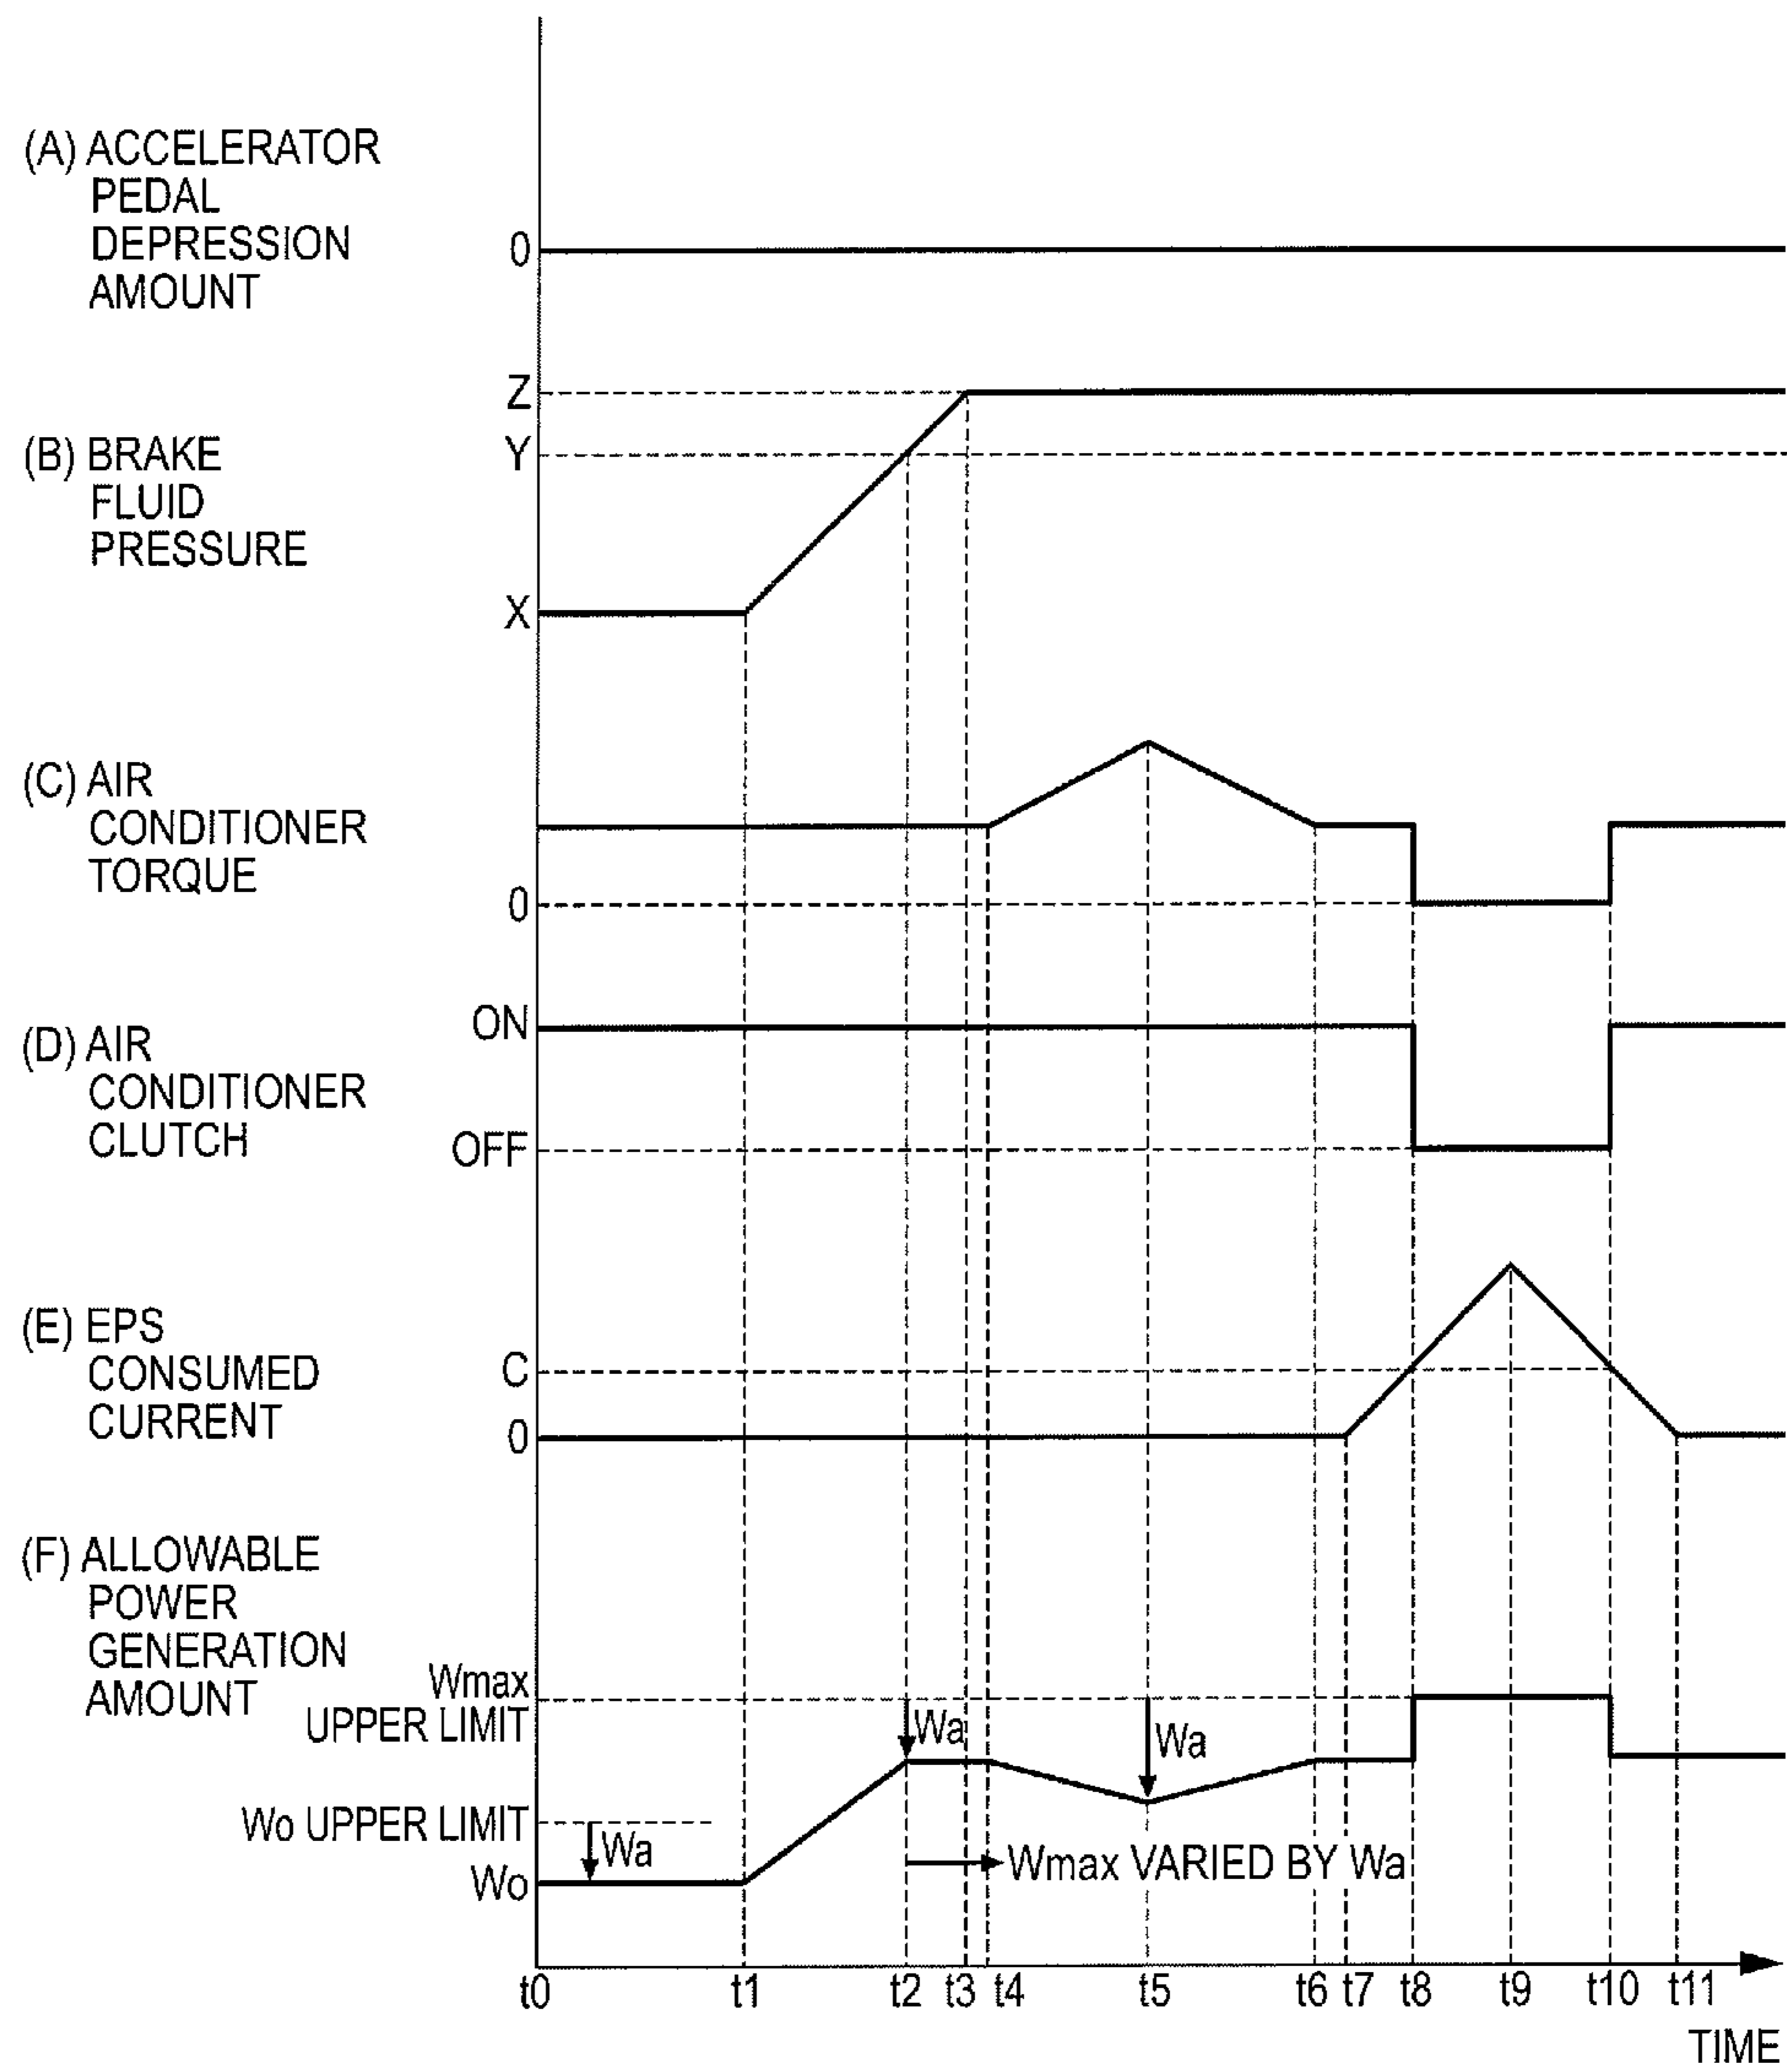 (A) ACCELERATOR
PEDAL
DEPRESSION
AMOUNT
0
Z
(B) BRAKE
Y
FLUID
PRESSURE
X
(C) AIR
CONDITIONER
TORQUE
0
ON
(D) AIR
CONDITIONER
CLUTCH
OFF
(E) EPS
CONSUMED
C
CURRENT
0
(F) ALLOWABLE
POWER
GENERATION
AMOUNT
Wmax
UPPER LIMIT
Wa
Wa
Wo UPPER LIMIT
Wa
Wmax VARIED BY Wa
Wo
t0 t1 t2 t3 t4 t5 t6 t7 t8 t9 t10 t11
TIME